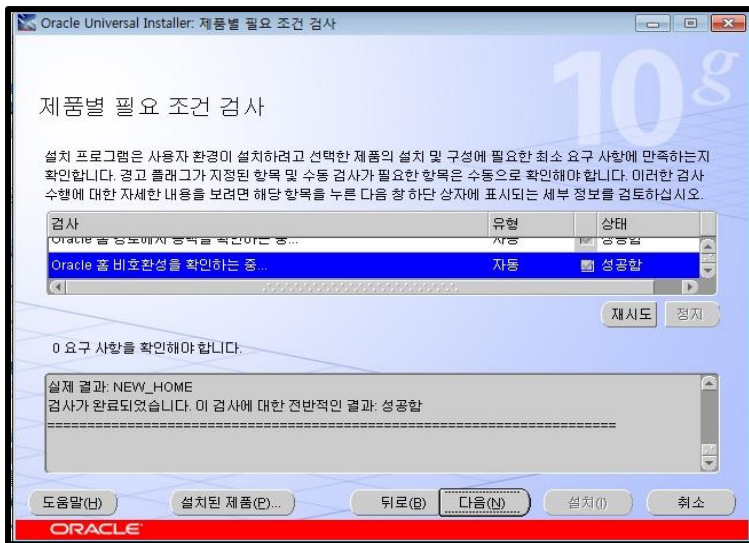 Oracle Universal Installer: 제품별 필요 조건 검사
10g
제품별 필요 조건 검사
설치 프로그램은 사용자 환경이 설치하려고 선택한 제품의 설치 및 구성에 필요한 최소 요구 사항에 만족하는지
확인합니다. 경고 플래그가 지정된 항목 및 수동 검사가 필요한 항목은 수동으로 확인해야 합니다. 이러한 검사
수행에 대한 자세한 내용을 보려면 해당 항목을 누른 다음 창 하단 상자에 표시되는 세부 정보를 검토하십시오.
검사 유형 상태
Oracle 홈 자동 성공함
Oracle 홈 비호환성을 확인하는 중... 자동 성공함
재시도 정지
0 요구 사항을 확인해야 합니다.
실제 결과: NEW_HOME
검사가 완료되었습니다. 이 검사에 대한 전반적인 결과: 성공함
========================================================================
도움말(H) 설치된 제품(P)... 뒤로(B) 다음(N) 설치(I) 취소
ORACLE